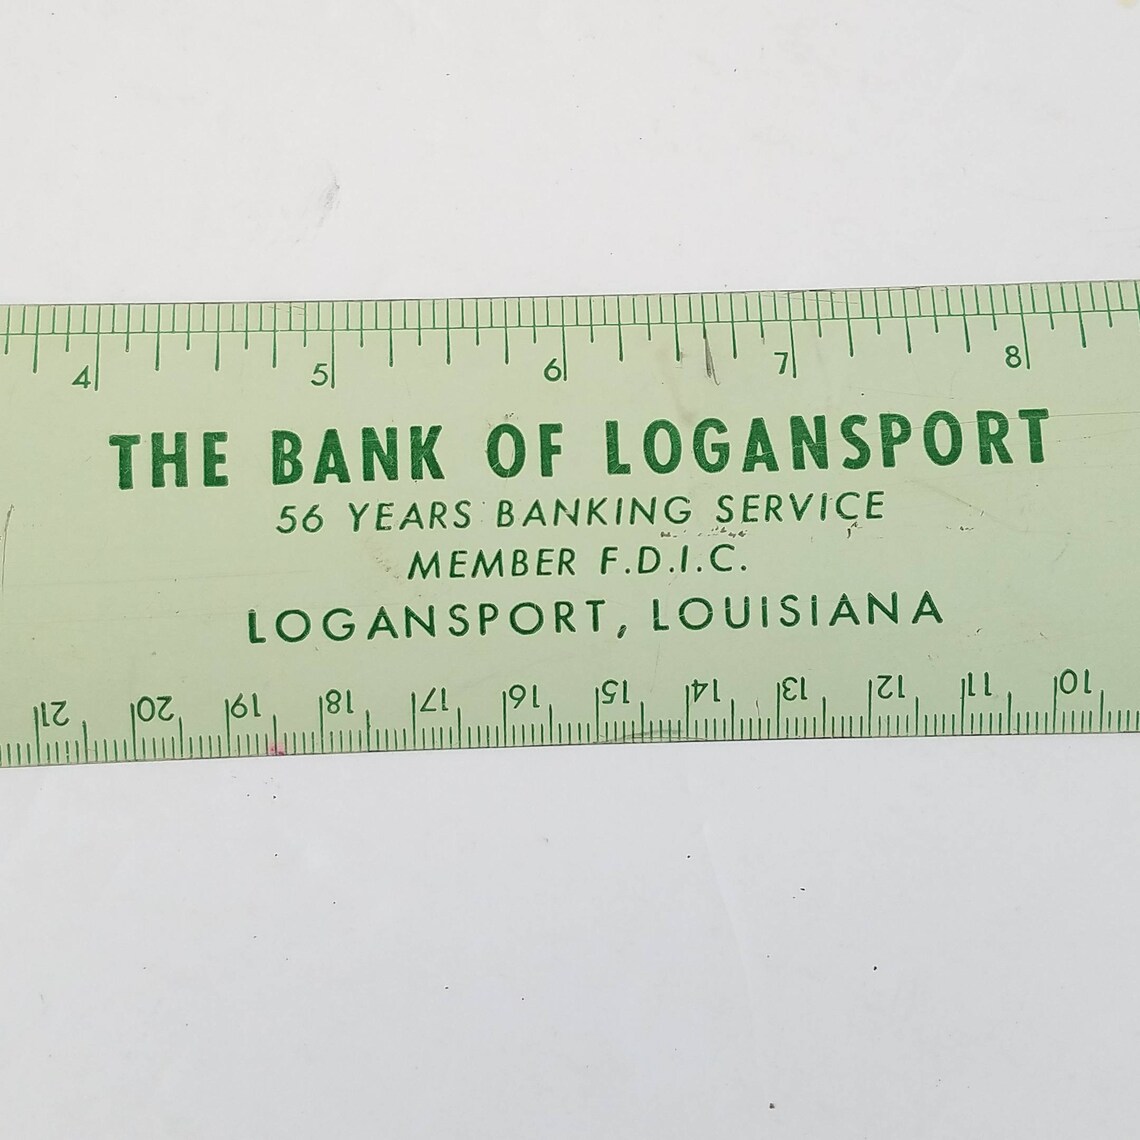 4 5 6 7 8
THE BANK OF LOGANSPORT
56 YEARS BANKING SERVICE
MEMBER F.D.I.C.
LOGANSPORT, LOUISIANA
21 20 19 18 17 16 15 14 13 12 11 10